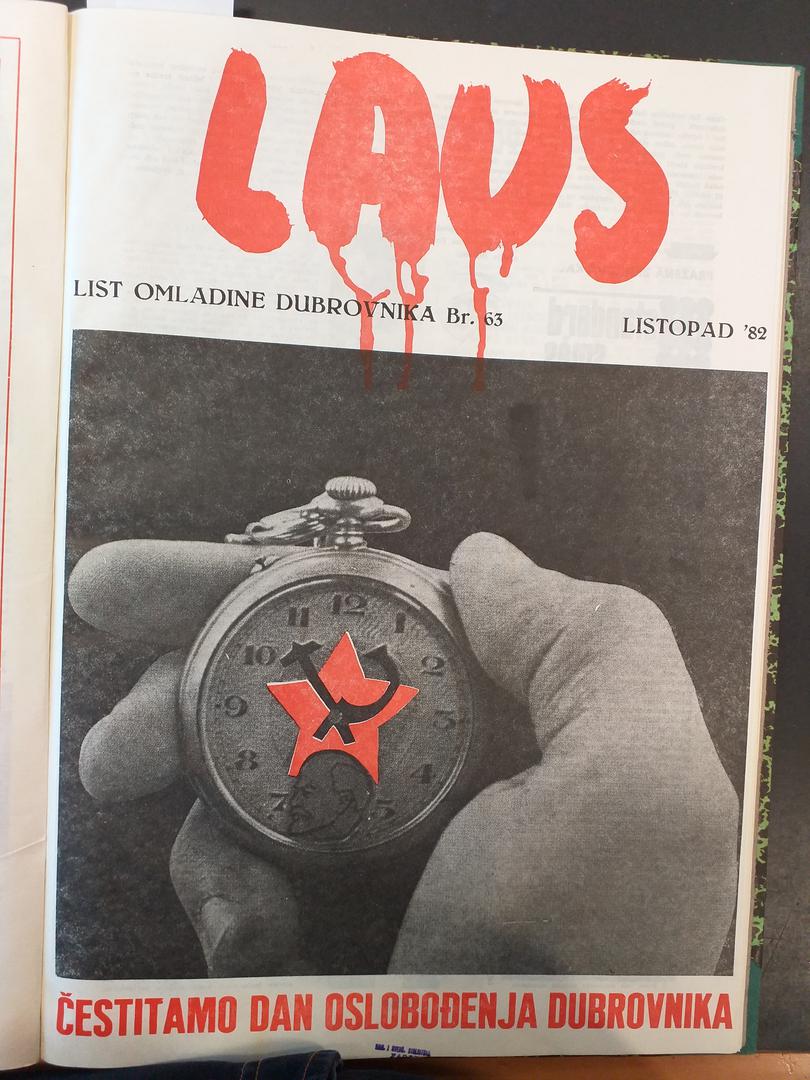 LAUS
LIST OMLADINE DUBROVNIKA Br. 63
LISTOPAD '82
12
11 1
10 2
9 3
8 4
7 5
ČESTITAMO DAN OSLOBOĐENJA DUBROVNIKA